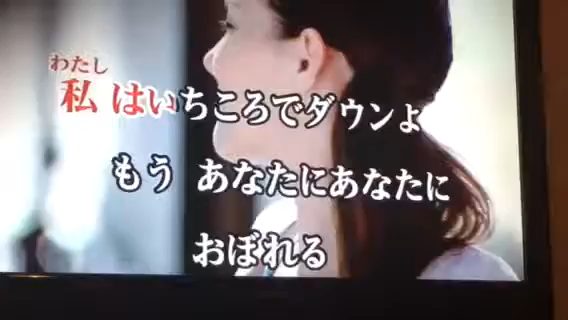 わたし
私はいちころでダウンよ
もう あなたにあなたに
おぼれる